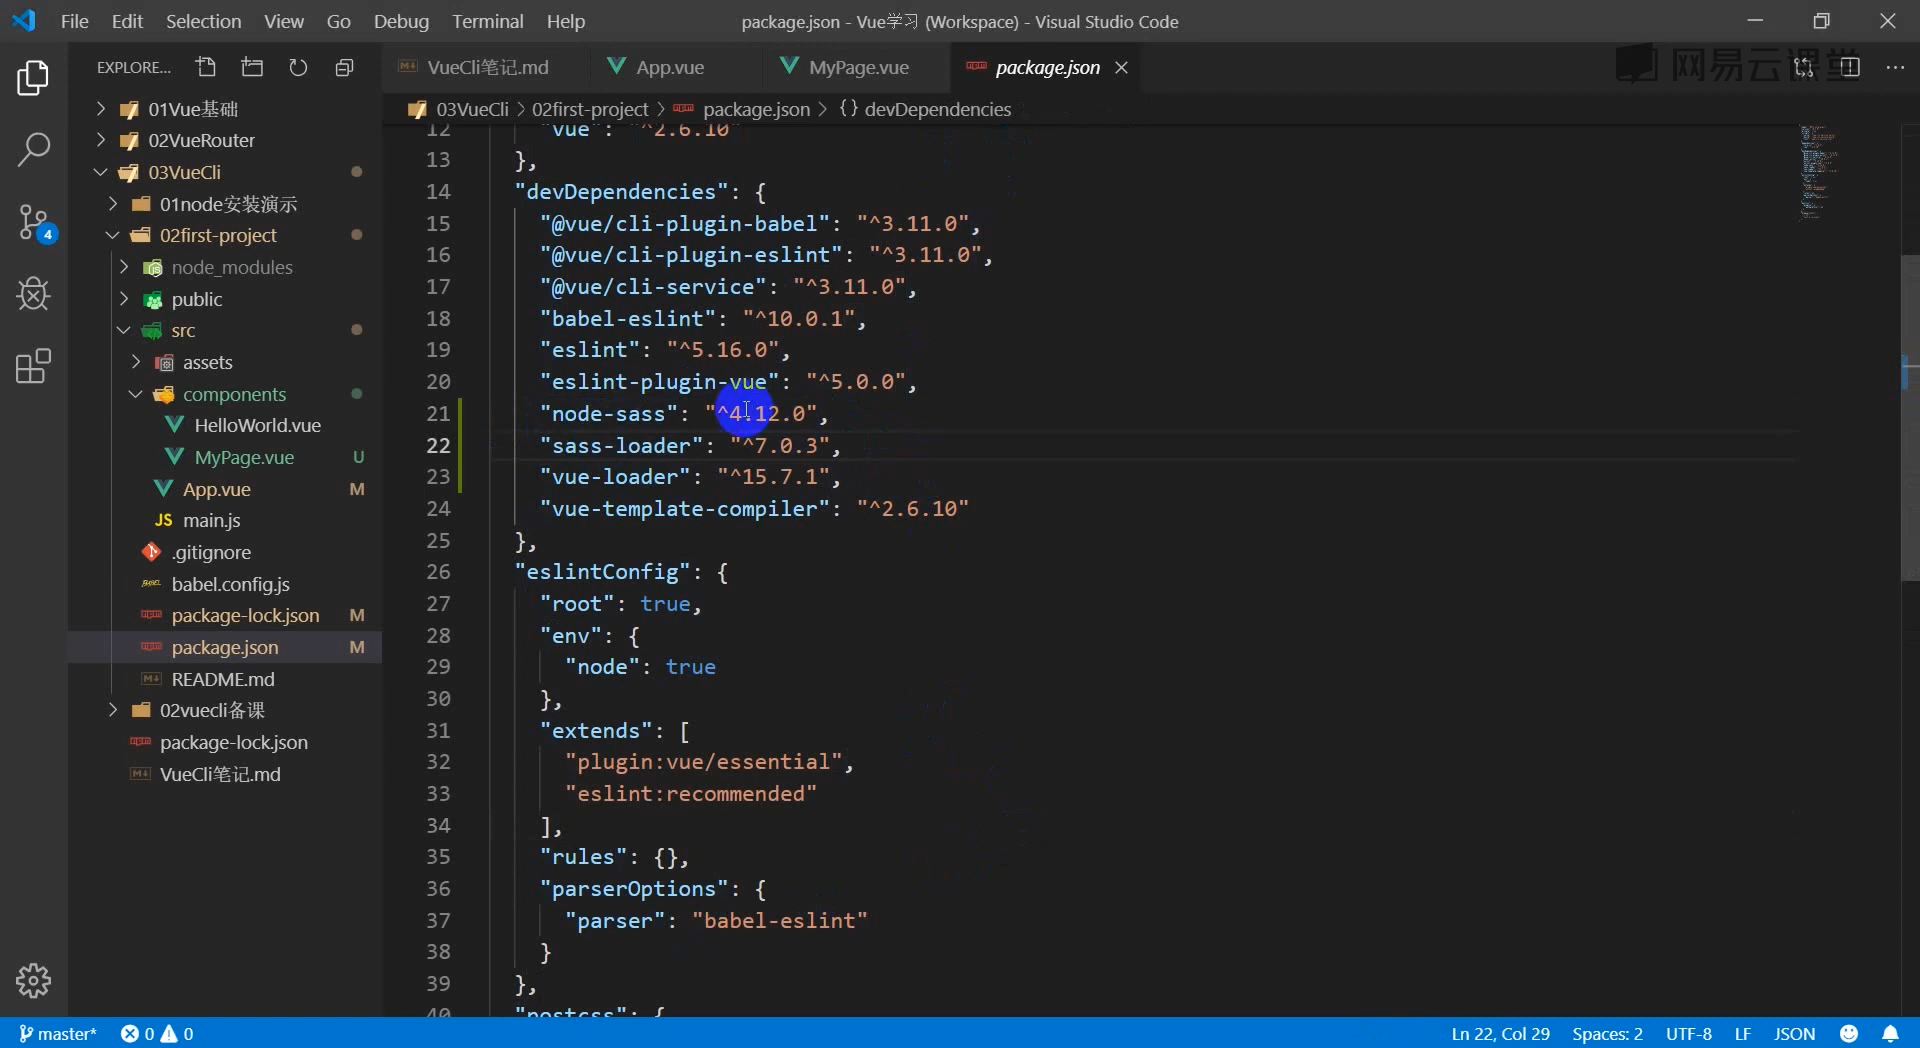 File Edit Selection View Go Debug Terminal Help
package.json - Vue学习 (Workspace) - Visual Studio Code
EXPLORE...
VueCli笔记.md
App.vue
MyPage.vue
package.json
网易云课堂
03VueCli > 02first-project > package.json > {} devDependencies
01Vue基础
02VueRouter
03VueCli
01node安装演示
02first-project
node_modules
public
src
assets
components
HelloWorld.vue
MyPage.vue U
App.vue M
JS main.js
.gitignore
babel.config.js
package-lock.json M
package.json M
README.md
02vuecli备课
package-lock.json
VueCli笔记.md
4
12 "vue": "^2.6.10"
13 },
14 "devDependencies": {
15 "@vue/cli-plugin-babel": "^3.11.0",
16 "@vue/cli-plugin-eslint": "^3.11.0",
17 "@vue/cli-service": "^3.11.0",
18 "babel-eslint": "^10.0.1",
19 "eslint": "^5.16.0",
20 "eslint-plugin-vue": "^5.0.0",
21 "node-sass": "^4.12.0",
22 "sass-loader": "^7.0.3",
23 "vue-loader": "^15.7.1",
24 "vue-template-compiler": "^2.6.10"
25 },
26 "eslintConfig": {
27 "root": true,
28 "env": {
29 "node": true
30 },
31 "extends": [
32 "plugin:vue/essential",
33 "eslint:recommended"
34 ],
35 "rules": {},
36 "parserOptions": {
37 "parser": "babel-eslint"
38 }
39 },
40 "postcss": {
master* 0 0
Ln 22, Col 29 Spaces: 2 UTF-8 LF JSON